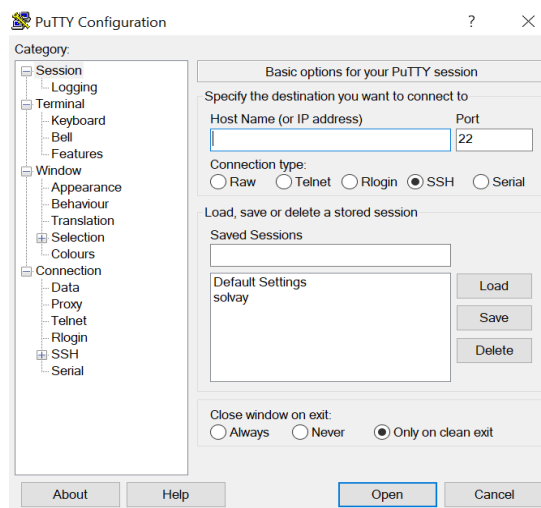 PuTTY Configuration
?
Category:
Session
Logging
Terminal
Keyboard
Bell
Features
Window
Appearance
Behaviour
Translation
Selection
Colours
Connection
Data
Proxy
Telnet
Rlogin
SSH
Serial
Basic options for your PuTTY session
Specify the destination you want to connect to
Host Name (or IP address) Port
22
Connection type:
Raw Telnet Rlogin SSH Serial
Load, save or delete a stored session
Saved Sessions
Default Settings
solvay
Load
Save
Delete
Close window on exit:
Always Never Only on clean exit
About Help Open Cancel